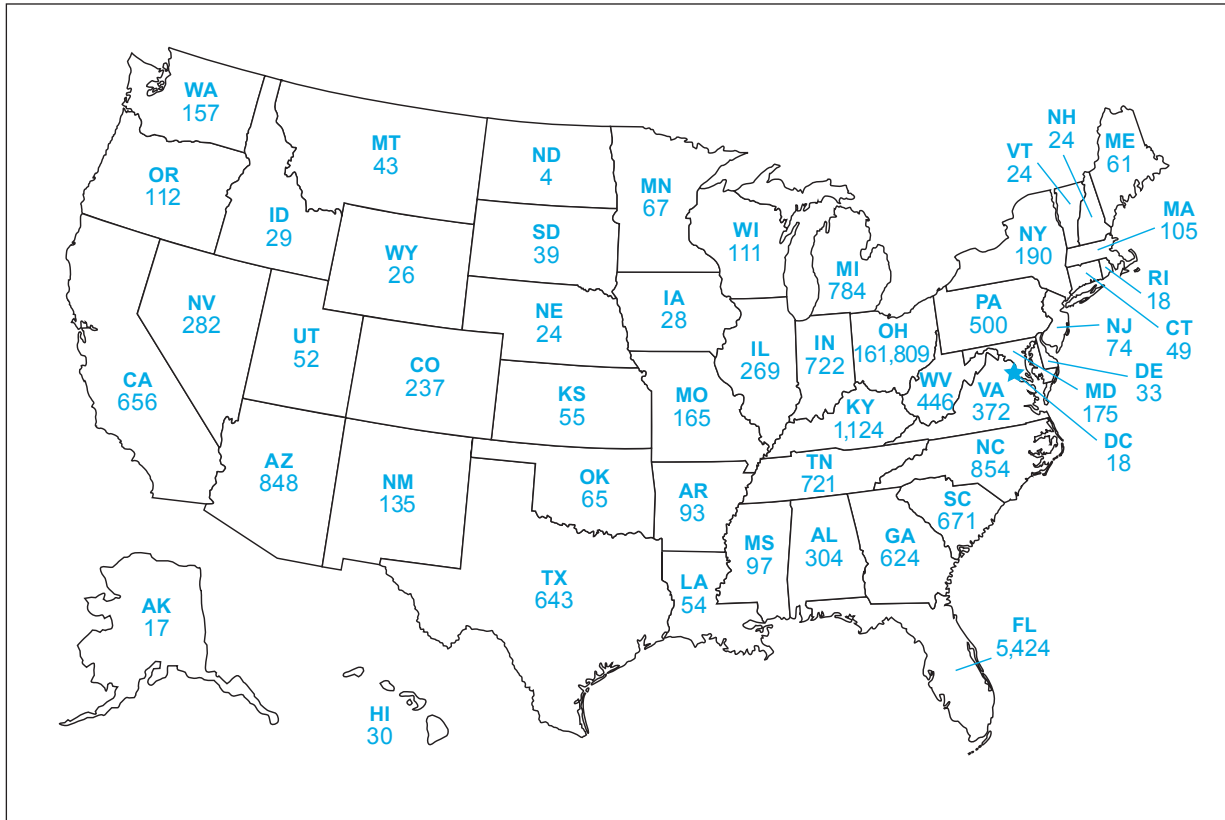 WA
157
OR
112
ID
29
MT
43
ND
4
MN
67
WY
26
SD
39
WI
111
MI
784
NH
24
VT
24
ME
61
MA
105
NY
190
RI
18
CT
49
PA
500
NJ
74
DE
33
MD
175
DC
18
NV
282
UT
52
CO
237
NE
24
IA
28
IL
269
IN
722
OH
161,809
WV
446
VA
372
CA
656
KS
55
MO
165
KY
1,124
AZ
848
NM
135
OK
65
AR
93
TN
721
NC
854
SC
671
MS
97
AL
304
GA
624
TX
643
LA
54
FL
5,424
AK
17
HI
30